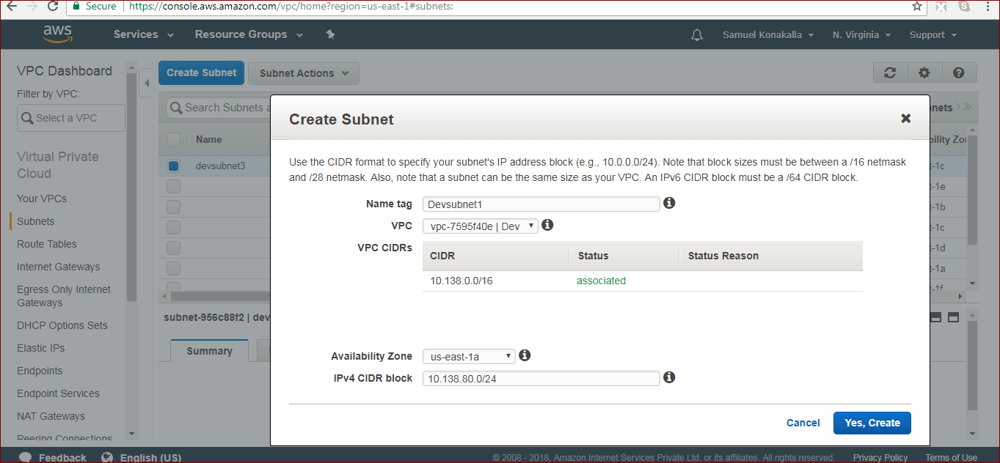 Secure https://console.aws.amazon.com/vpc/home?region=us-east-1#subnets:
aws Services Resource Groups Samuel Konakalla N. Virginia Support
VPC Dashboard
Filter by VPC:
Select a VPC
Virtual Private
Cloud
Your VPCs
Subnets
Route Tables
Internet Gateways
Egress Only Internet
Gateways
DHCP Options Sets
Elastic IPs
Endpoints
Endpoint Services
NAT Gateways
Peering Connections
Create Subnet Subnet Actions
Search Subnets a
nets
Name
ility Zo
devsubnet3
t-1c
t-1e
t-1b
t-1c
t-1d
t-1a
t-1f
subnet-956c88f2 | dev
Summary
Create Subnet
Use the CIDR format to specify your subnet's IP address block (e.g., 10.0.0.0/24). Note that block sizes must be between a /16 netmask
and /28 netmask. Also, note that a subnet can be the same size as your VPC. An IPv6 CIDR block must be a /64 CIDR block.
Name tag Devsubnet1
VPC vpc-7595f40e | Dev
VPC CIDRs
CIDR Status Status Reason
10.138.0.0/16 associated
Availability Zone us-east-1a
IPv4 CIDR block 10.138.80.0/24
Cancel Yes, Create
Feedback English (US) © 2008 - 2018, Amazon Internet Services Private Ltd. or its affiliates. All rights reserved. Privacy Policy Terms of Use